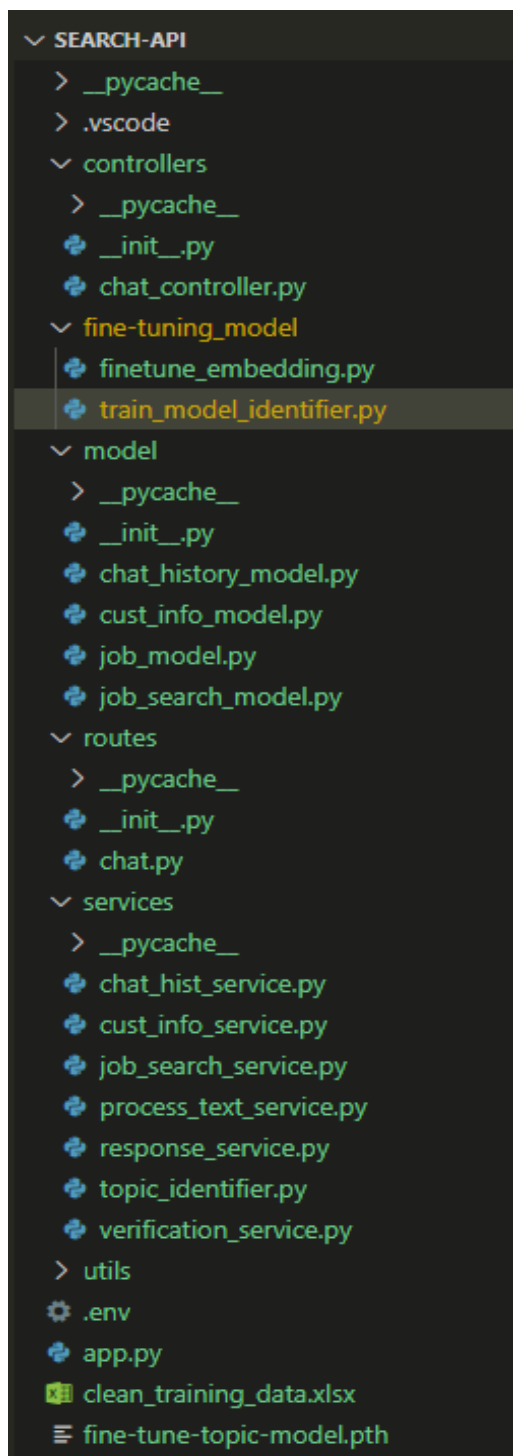 SEARCH-API
__pycache__
.vscode
controllers
__pycache__
__init__.py
chat_controller.py
fine-tuning_model
finetune_embedding.py
train_model_identifier.py
model
__pycache__
__init__.py
chat_history_model.py
cust_info_model.py
job_model.py
job_search_model.py
routes
__pycache__
__init__.py
chat.py
services
__pycache__
chat_hist_service.py
cust_info_service.py
job_search_service.py
process_text_service.py
response_service.py
topic_identifier.py
verification_service.py
utils
.env
app.py
clean_training_data.xlsx
fine-tune-topic-model.pth